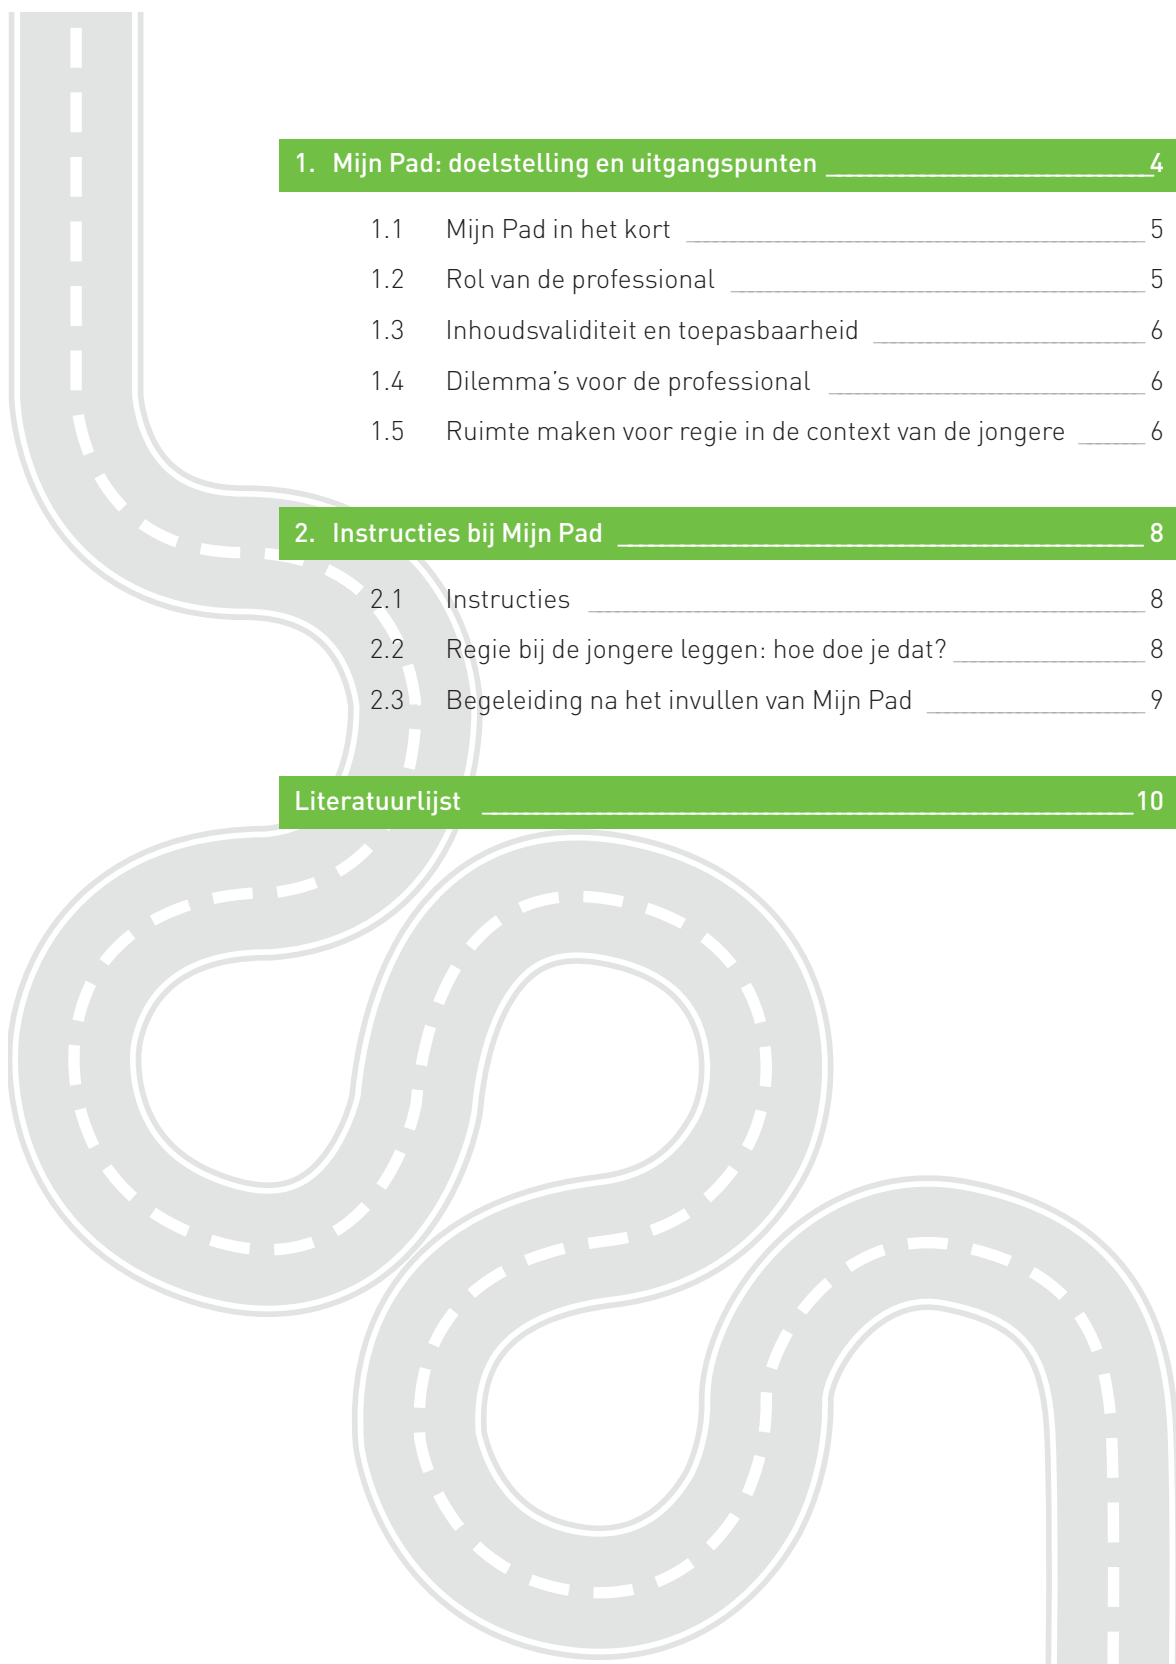 1. Mijn Pad: doelstelling en uitgangspunten 4
1.1 Mijn Pad in het kort 5
1.2 Rol van de professional 5
1.3 Inhoudsvaliditeit en toepasbaarheid 6
1.4 Dilemma's voor de professional 6
1.5 Ruimte maken voor regie in de context van de jongere 6
2. Instructies bij Mijn Pad 8
2.1 Instructies 8
2.2 Regie bij de jongere leggen: hoe doe je dat? 8
2.3 Begeleiding na het invullen van Mijn Pad 9
Literatuurlijst 10